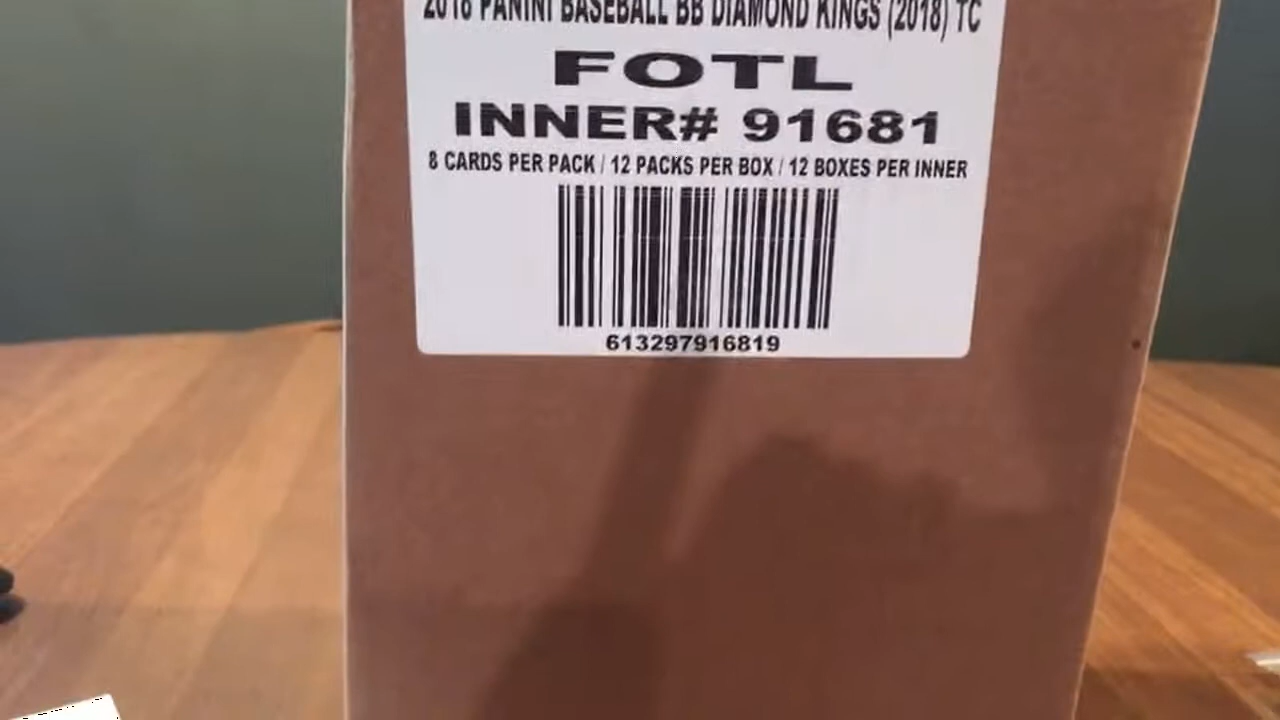 2018 PANINI BASEBALL BB DIAMOND KINGS (2018) TC
FOTL
INNER# 91681
8 CARDS PER PACK / 12 PACKS PER BOX / 12 BOXES PER INNER
613297916819